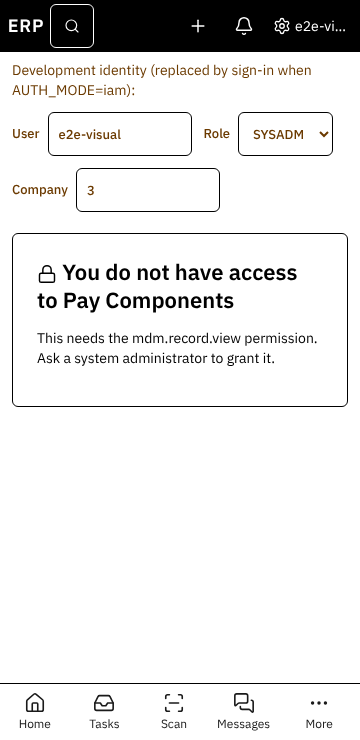 ERP
e2e-vi...
Development identity (replaced by sign-in when
AUTH_MODE=iam):
User
e2e-visual
Role
SYSADM
Company
3
You do not have access
to Pay Components
This needs the mdm.record.view permission.
Ask a system administrator to grant it.
Home
Tasks
Scan
Messages
More